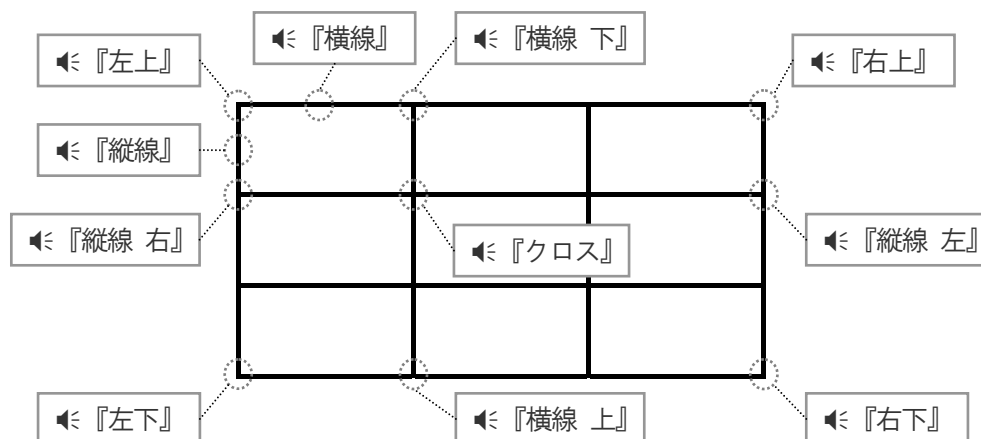 『横線』
『横線 下』
『左上』
『右上』
『縦線』
『縦線 右』
『クロス』
『縦線 左』
『左下』
『横線 上』
『右下』